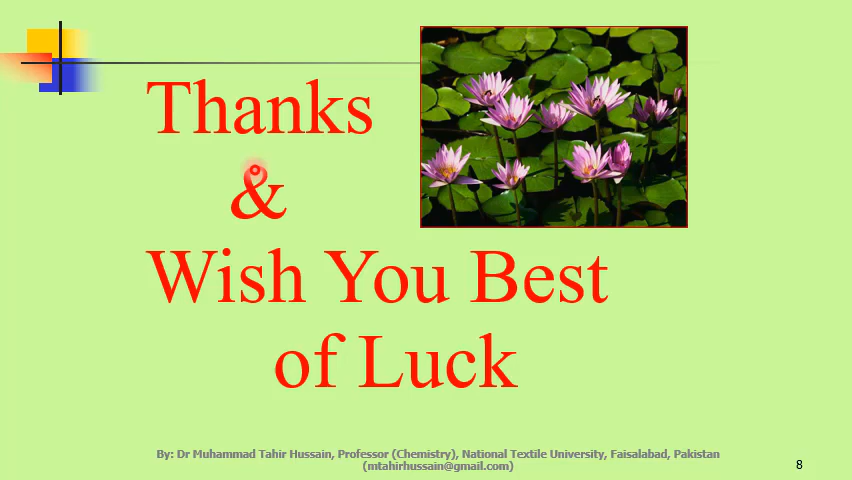 Thanks
&
Wish You Best
of Luck
By: Dr Muhammad Tahir Hussain, Professor (Chemistry), National Textile University, Faisalabad, Pakistan
(mtahirhussain@gmail.com)
8